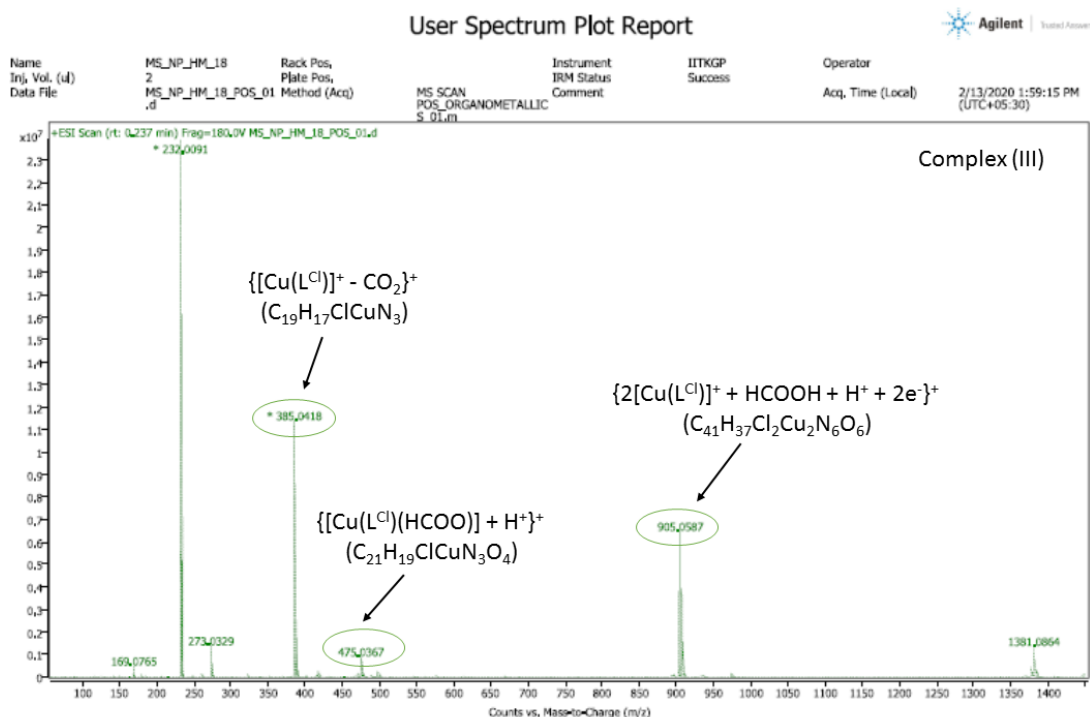 User Spectrum Plot Report
Agilent | Trusted Answer
Name MS_NP_HM_18 Rack Pos. Instrument IITKGP Operator
Inj. Vol. (ul) 2 Plate Pos. IRM Status Success
Data File MS_NP_HM_18_POS_01 Method (Acq) MS SCAN Comment Acq. Time (Local) 2/13/2020 1:59:15 PM
.d POS_ORGANOMETALLIC (UTC+05:30)
S_01.m
x10⁷ +ESI Scan (rt: 0.237 min) Frag=180.0V MS_NP_HM_18_POS_01.d
* 232.0091
Complex (III)
2.3
2.2
2.1
2
1.9
1.8
1.7
1.6
1.5
1.4
1.3
1.2
1.1
1
0.9
0.8
0.7
0.6
0.5
0.4
0.3
0.2
0.1
0
{[Cu(Lᶜˡ)]⁺ - CO₂}⁺
(C₁₉H₁₇ClCuN₃)
* 385.0418
{2[Cu(Lᶜˡ)]⁺ + HCOOH + H⁺ + 2e⁻}⁺
(C₄₁H₃₇Cl₂Cu₂N₆O₆)
905.0587
{[Cu(Lᶜˡ)(HCOO)] + H⁺}⁺
(C₂₁H₁₉ClCuN₃O₄)
475.0367
169.0765
273.0329
1381.0864
100 150 200 250 300 350 400 450 500 550 600 650 700 750 800 850 900 950 1000 1050 1100 1150 1200 1250 1300 1350 1400
Counts vs. Mass-to-Charge (m/z)